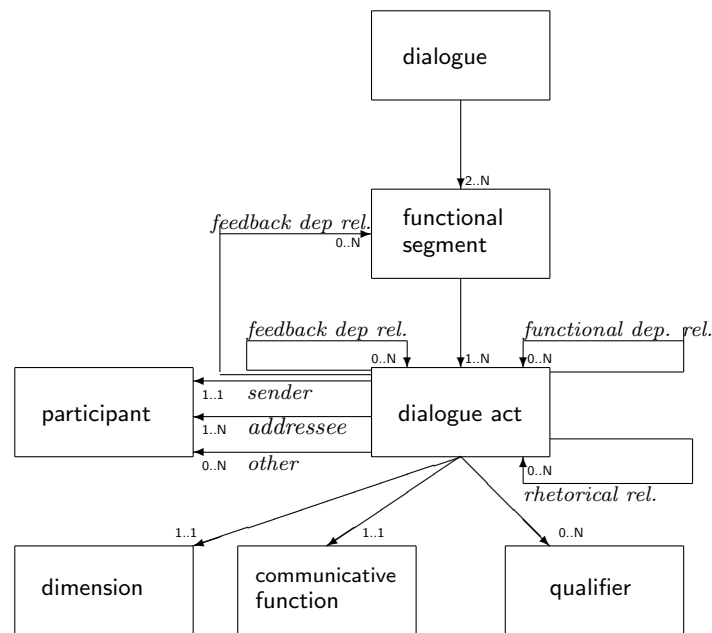 dialogue
2..N
feedback dep rel.
0..N
functional
segment
feedback dep rel.
functional dep. rel.
0..N
1..N
0..N
participant
1..1
sender
1..N
addressee
0..N
other
dialogue act
0..N
rhetorical rel.
1..1
1..1
0..N
dimension
communicative
function
qualifier